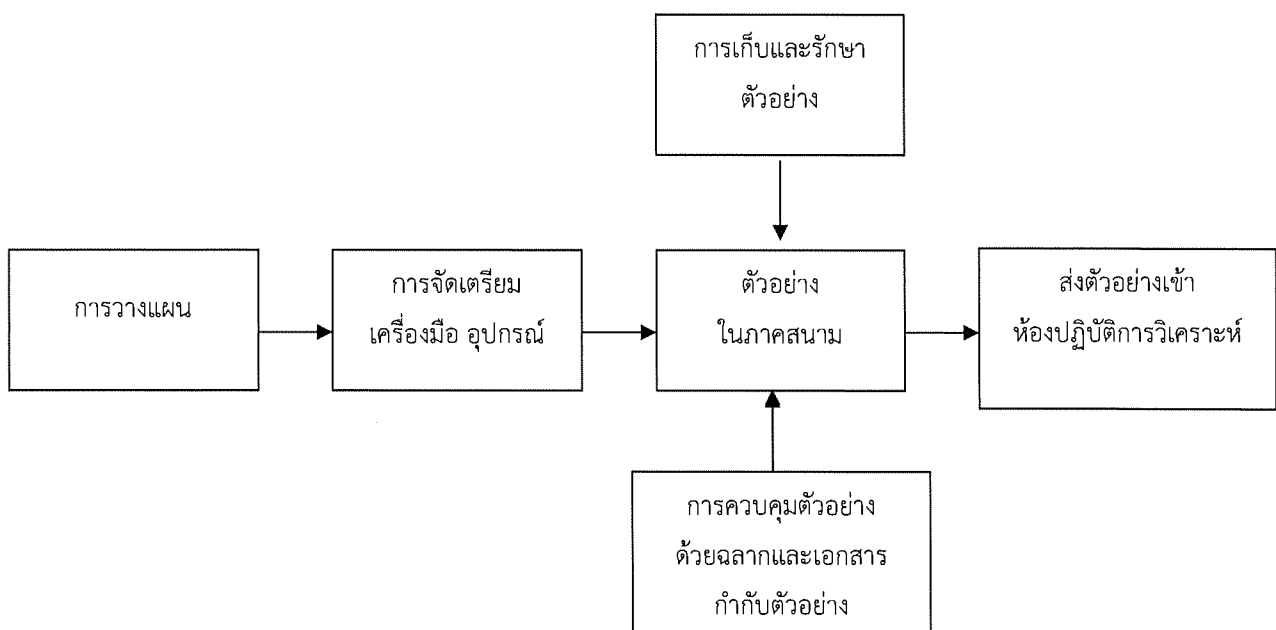 การเก็บและรักษา
ตัวอย่าง
การวางแผน
การจัดเตรียม
เครื่องมือ อุปกรณ์
ตัวอย่าง
ในภาคสนาม
ส่งตัวอย่างเข้า
ห้องปฏิบัติการวิเคราะห์
การควบคุมตัวอย่าง
ด้วยฉลากและเอกสาร
กำกับตัวอย่าง